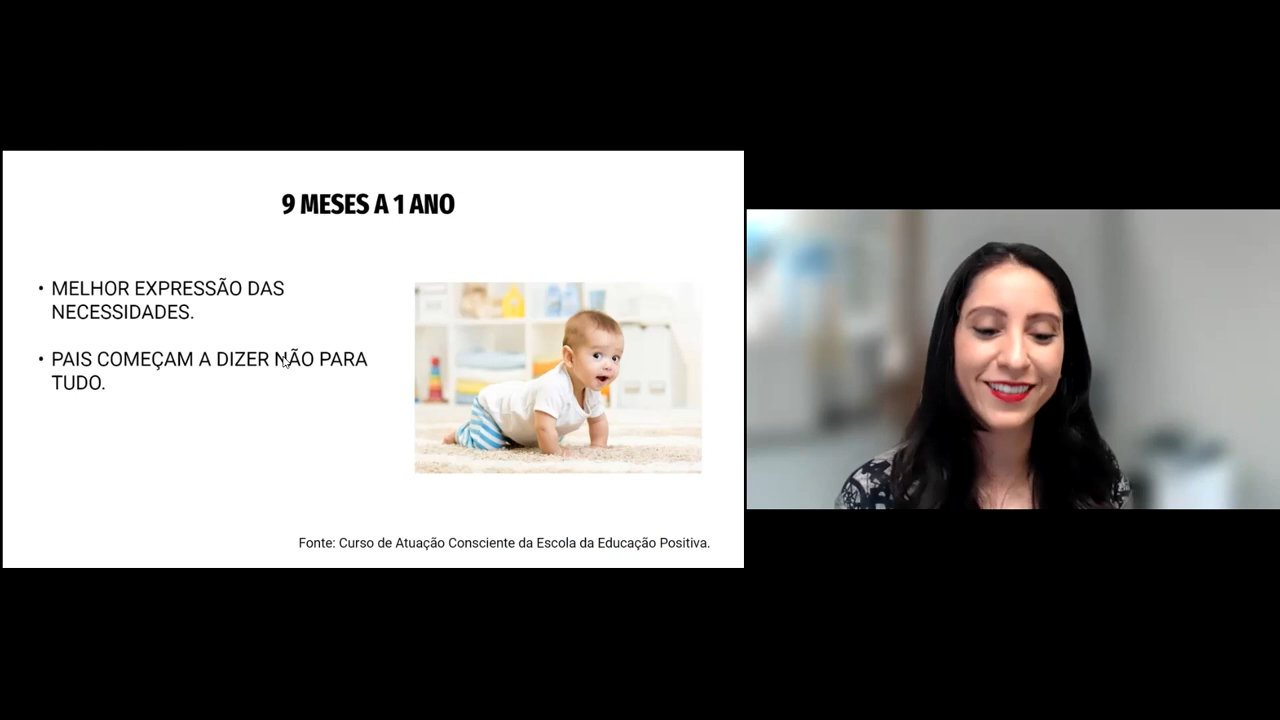 9 MESES A 1 ANO
• MELHOR EXPRESSÃO DAS
NECESSIDADES.
• PAIS COMEÇAM A DIZER NÃO PARA
TUDO.
Fonte: Curso de Atuação Consciente da Escola da Educação Positiva.